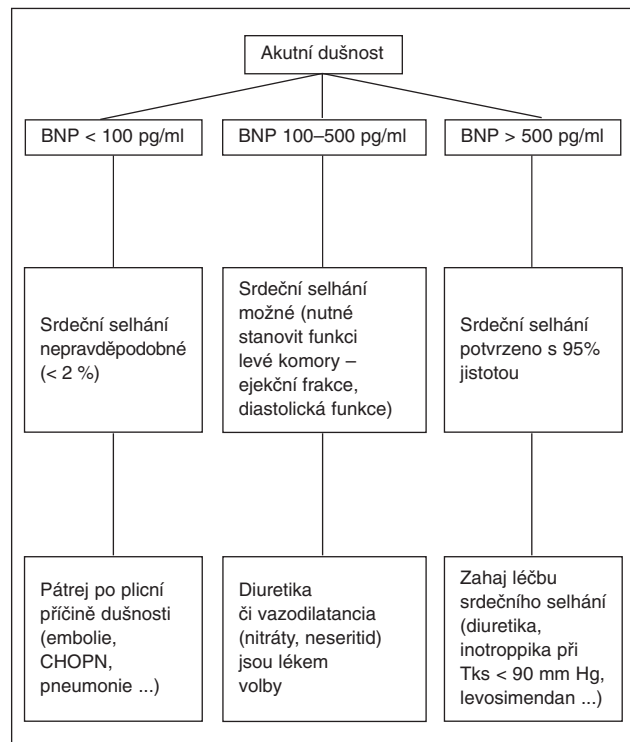 Akutní dušnost
BNP < 100 pg/ml
BNP 100–500 pg/ml
BNP > 500 pg/ml
Srdeční selhání
nepravděpodobné
(< 2 %)
Srdeční selhání
možné (nutné
stanovit funkci
levé komory –
ejekční frakce,
diastolická funkce)
Srdeční selhání
potvrzeno s 95%
jistotou
Pátrej po plicní
příčině dušnosti
(embolie,
CHOPN,
pneumonie ...)
Diuretika
či vazodilatancia
(nitráty, neseritid)
jsou lékem
volby
Zahaj léčbu
srdečního selhání
(diuretika,
inotroppika při
Tks < 90 mm Hg,
levosimendan ...)